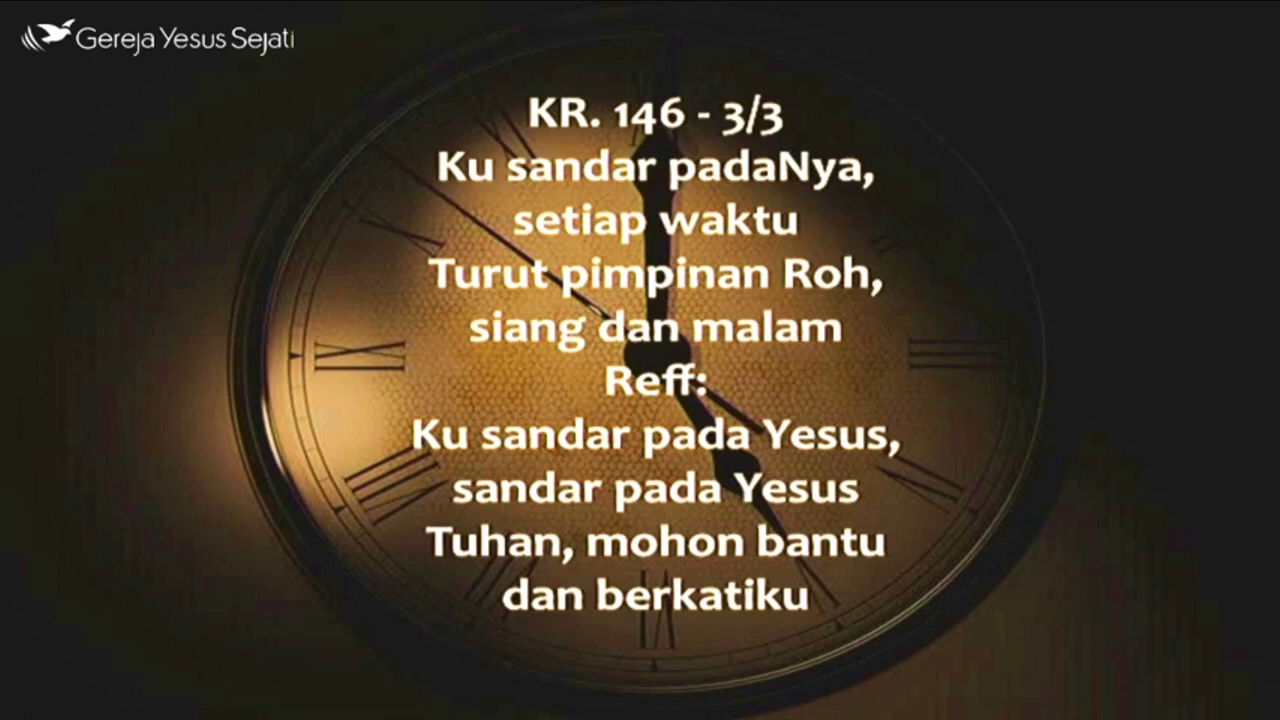 Gereja Yesus Sejati
KR. 146 - 3/3
Ku sandar padaNya,
setiap waktu
Turut pimpinan Roh,
siang dan malam
Reff:
Ku sandar pada Yesus,
sandar pada Yesus
Tuhan, mohon bantu
dan berkatiku